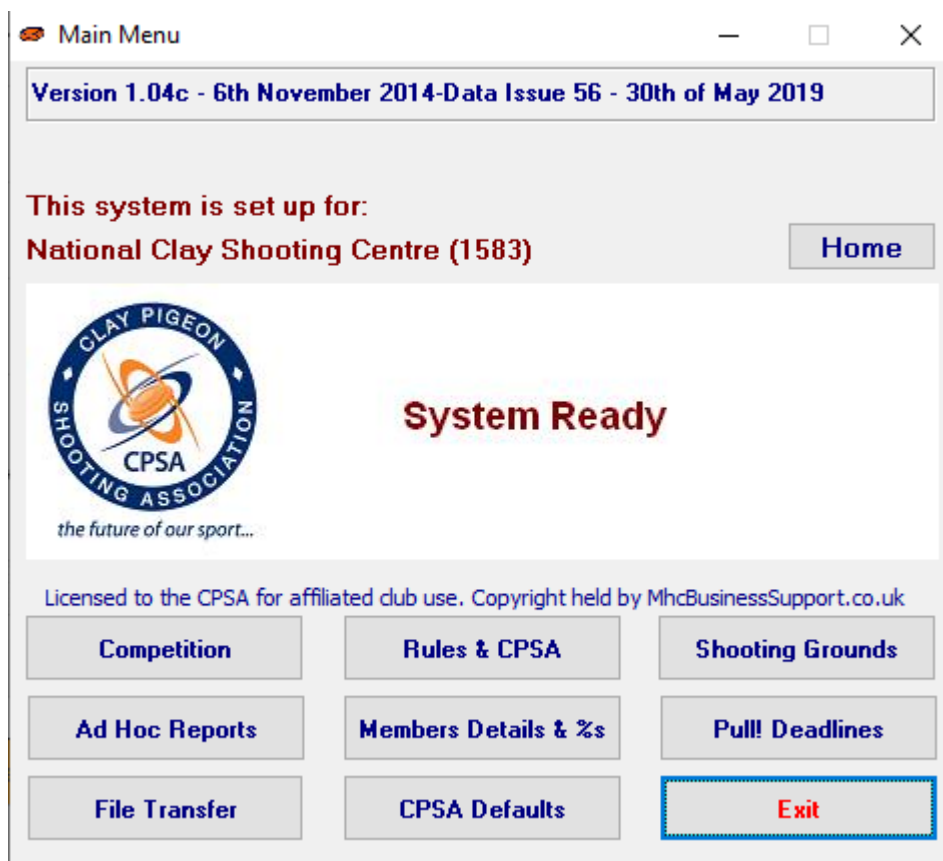 Main Menu
Version 1.04c - 6th November 2014-Data Issue 56 - 30th of May 2019
This system is set up for:
National Clay Shooting Centre (1583)
Home
CLAY PIGEON
SHOOTING ASSOCIATION
CPSA
the future of our sport...
System Ready
Licensed to the CPSA for affiliated club use. Copyright held by MhcBusinessSupport.co.uk
Competition
Rules & CPSA
Shooting Grounds
Ad Hoc Reports
Members Details & %s
Pull! Deadlines
File Transfer
CPSA Defaults
Exit